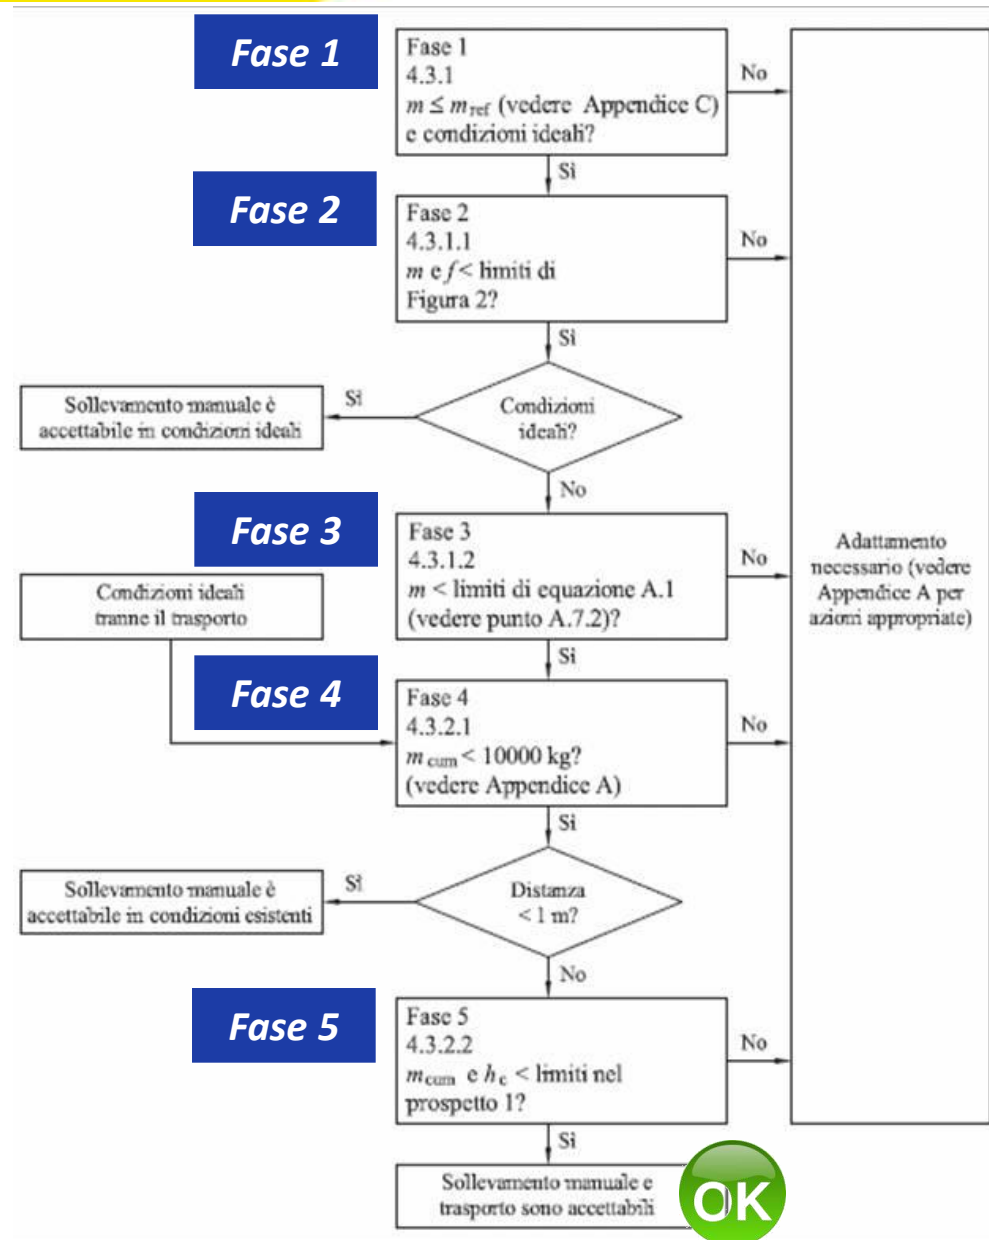 Fase 1
Fase 1
4.3.1
m ≤ m ref (vedere Appendice C)
e condizioni ideali?
No
Sì
Fase 2
Fase 2
4.3.1.1
m e f < limiti di
Figura 2?
No
Sì
Condizioni
ideali?
Sì
Sollevamento manuale è
accettabile in condizioni ideali
No
Fase 3
Fase 3
4.3.1.2
m < limiti di equazione A.1
(vedere punto A.7.2)?
No
Adattamento
necessario (vedere
Appendice A per
azioni appropriate)
Condizioni ideali
tranne il trasporto
Sì
Fase 4
Fase 4
4.3.2.1
m cum < 10000 kg?
(vedere Appendice A)
No
Sì
Distanza
< 1 m?
Sì
Sollevamento manuale è
accettabile in condizioni esistenti
No
Fase 5
Fase 5
4.3.2.2
m cum e h c < limiti nel
prospetto 1?
No
Sì
Sollevamento manuale e
trasporto sono accettabili
OK